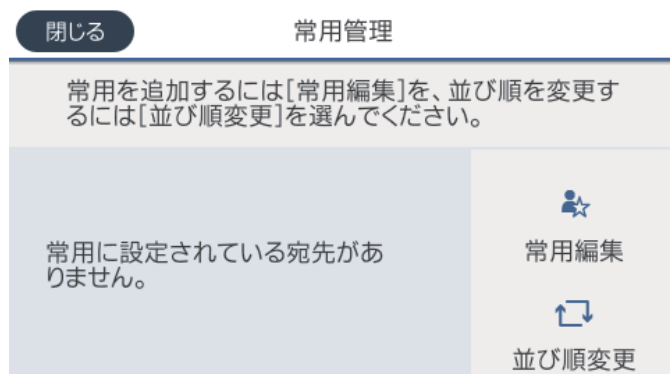 閉じる
常用管理
常用を追加するには[常用編集]を、並び順を変更す
るには[並び順変更]を選んでください。
常用に設定されている宛先があ
りません。
常用編集
並び順変更